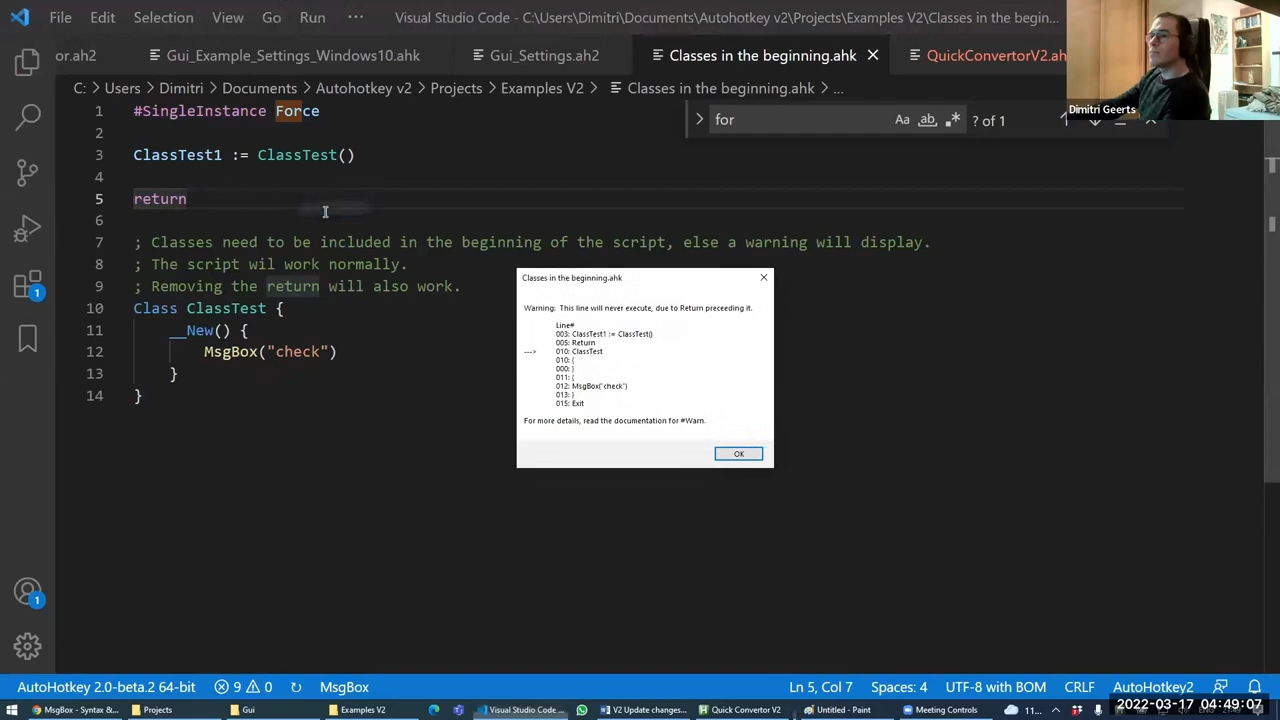 File Edit Selection View Go Run ··· Visual Studio Code - C:\Users\Dimitri\Documents\Autohotkey v2\Projects\Examples V2\Classes in the begin...
or.ah2 Gui_Example_Settings_Windows10.ahk Gui_Settings.ah2 Classes in the beginning.ahk QuickConvertorV2.ah
C: > Users > Dimitri > Documents > Autohotkey v2 > Projects > Examples V2 > Classes in the beginning.ahk > ...
Dimitri Geerts
for Aa ab .* ? of 1
1 #SingleInstance Force
2
3 ClassTest1 := ClassTest()
4
5 return
6
7 ; Classes need to be included in the beginning of the script, else a warning will display.
8 ; The script wil work normally.
9 ; Removing the return will also work.
10 Class ClassTest {
11 __New() {
12 MsgBox("check")
13 }
14 }
Classes in the beginning.ahk
Warning: This line will never execute, due to Return preceeding it.
Line#
003: ClassTest1 := ClassTest()
005: Return
---> 010: ClassTest
010: {
000: }
011: {
012: MsgBox("check")
013: }
015: Exit
For more details, read the documentation for #Warn.
OK
1
1
AutoHotkey 2.0-beta.2 64-bit 9 0 MsgBox Ln 5, Col 7 Spaces: 4 UTF-8 with BOM CRLF AutoHotkey2
MsgBox - Syntax &... Projects Gui Examples V2 Visual Studio Code ... V2 Update changes... Quick Convertor V2 Untitled - Paint Meeting Controls 11... ENG
2022-03-17 04:49:07